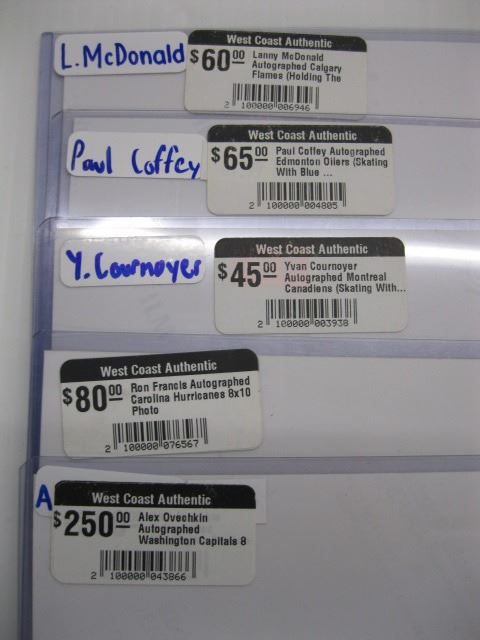 L. McDonald
West Coast Authentic
$60 00 Lanny McDonald
Autographed Calgary
Flames (Holding The
2 100000 006946
Paul Coffey
West Coast Authentic
$65 00 Paul Coffey Autographed
Edmonton Oilers (Skating
With Blue ...
2 100000 004805
Y. Cournoyer
West Coast Authentic
$45 00 Yvan Cournoyer
Autographed Montreal
Canadiens (Skating With...
2 100000 003938
West Coast Authentic
$80 00 Ron Francis Autographed
Carolina Hurricanes 8x10
Photo
2 100000 076567
A
West Coast Authentic
$250 00 Alex Ovechkin
Autographed
Washington Capitals 8
2 100000 043866